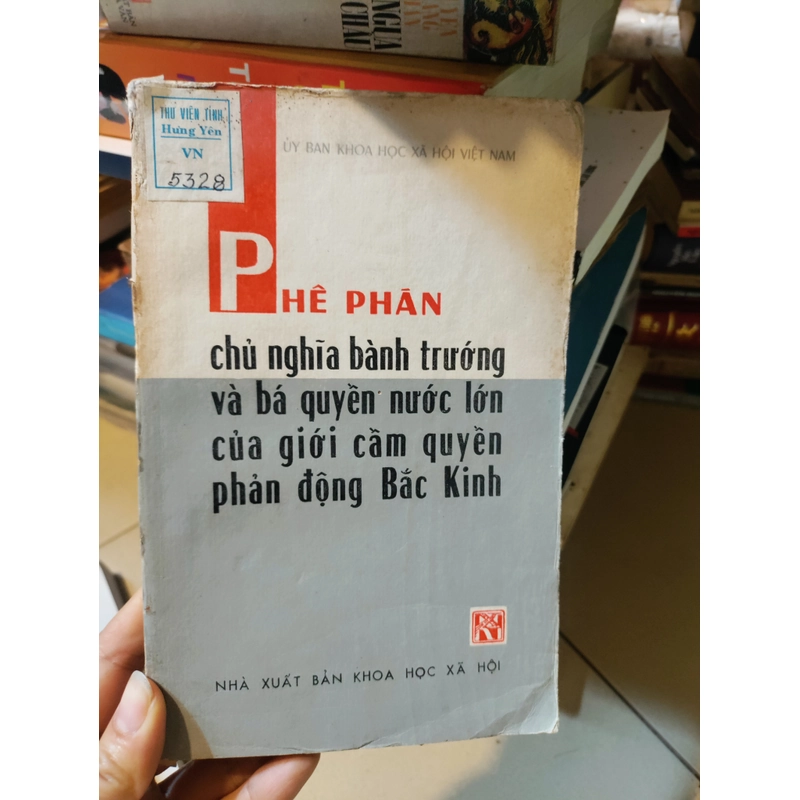 THƯ VIỆN TỈNH
Hưng Yên
VN
5328
ỦY BAN KHOA HỌC XÃ HỘI VIỆT NAM
PHÊ PHÁN
chủ nghĩa bành trướng
và bá quyền nước lớn
của giới cầm quyền
phản động Bắc Kinh
NHÀ XUẤT BẢN KHOA HỌC XÃ HỘI